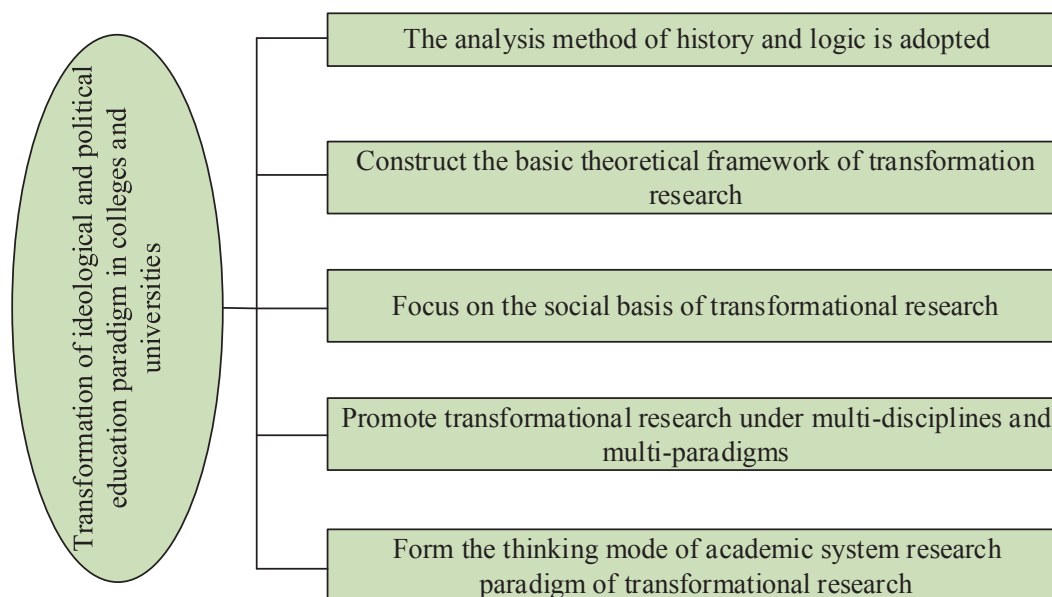 Transformation of ideological and political
education paradigm in colleges and
universities
The analysis method of history and logic is adopted
Construct the basic theoretical framework of transformation
research
Focus on the social basis of transformational research
Promote transformational research under multi-disciplines and
multi-paradigms
Form the thinking mode of academic system research
paradigm of transformational research